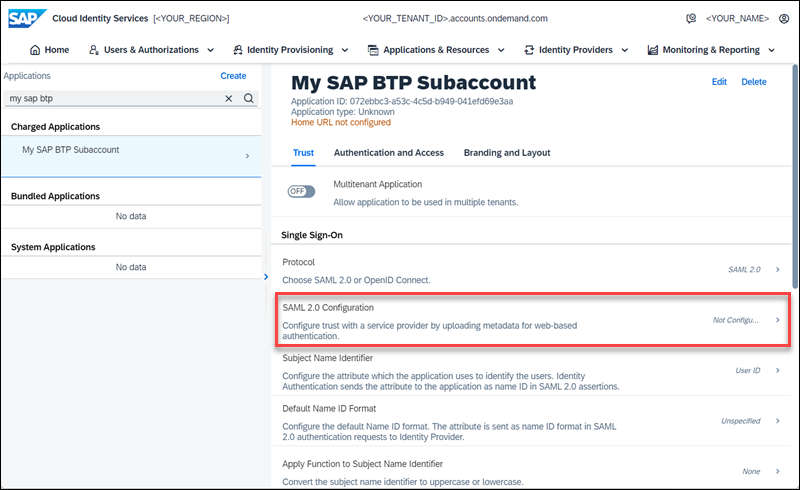 SAP Cloud Identity Services [<YOUR_REGION>] <YOUR_TENANT_ID>.accounts.ondemand.com <YOUR_NAME>
Home Users & Authorizations Identity Provisioning Applications & Resources Identity Providers Monitoring & Reporting
Applications Create
my sap btp
Charged Applications
My SAP BTP Subaccount
Bundled Applications
No data
System Applications
No data
My SAP BTP Subaccount
Edit Delete
Application ID: 072ebbc3-a53c-4c5d-b949-041efd69e3aa
Application type: Unknown
Home URL not configured
Trust Authentication and Access Branding and Layout
OFF Multitenant Application
Allow application to be used in multiple tenants.
Single Sign-On
Protocol
Choose SAML 2.0 or OpenID Connect.
SAML 2.0
SAML 2.0 Configuration
Configure trust with a service provider by uploading metadata for web-based
authentication.
Not Configu...
Subject Name Identifier
Configure the attribute which the application uses to identify the users. Identity
Authentication sends the attribute to the application as name ID in SAML 2.0 assertions.
User ID
Default Name ID Format
Configure the default Name ID format. The attribute is sent as name ID format in SAML
2.0 authentication requests to Identity Provider.
Unspecified
Apply Function to Subject Name Identifier
Convert the subject name identifier to uppercase or lowercase.
None